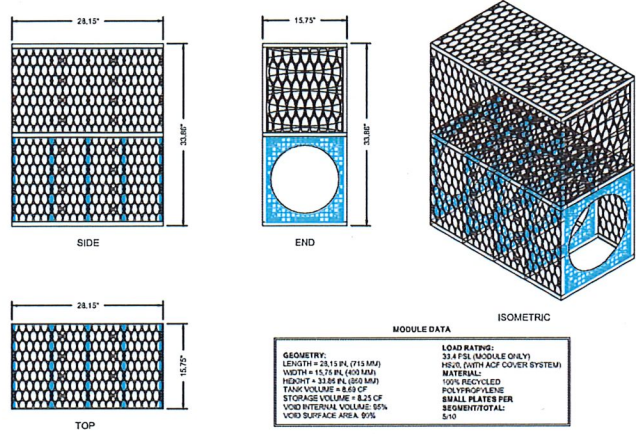 28.15"
15.75"
33.86"
33.86"
SIDE
END
28.15"
15.75"
TOP
ISOMETRIC
MODULE DATA
GEOMETRY:
LENGTH = 28.15 IN. (715 MM)
WIDTH = 15.75 IN. (400 MM)
HEIGHT = 33.86 IN. (860 MM)
TANK VOLUME = 8.69 CF
STORAGE VOLUME = 8.25 CF
VOID INTERNAL VOLUME: 95%
VOID SURFACE AREA: 90%
LOAD RATING:
33.4 PSI, (MODULE ONLY)
HS20, (WITH ACF COVER SYSTEM)
MATERIAL:
100% RECYCLED
POLYPROPYLENE
SMALL PLATES PER
SEGMENT/TOTAL:
5/10